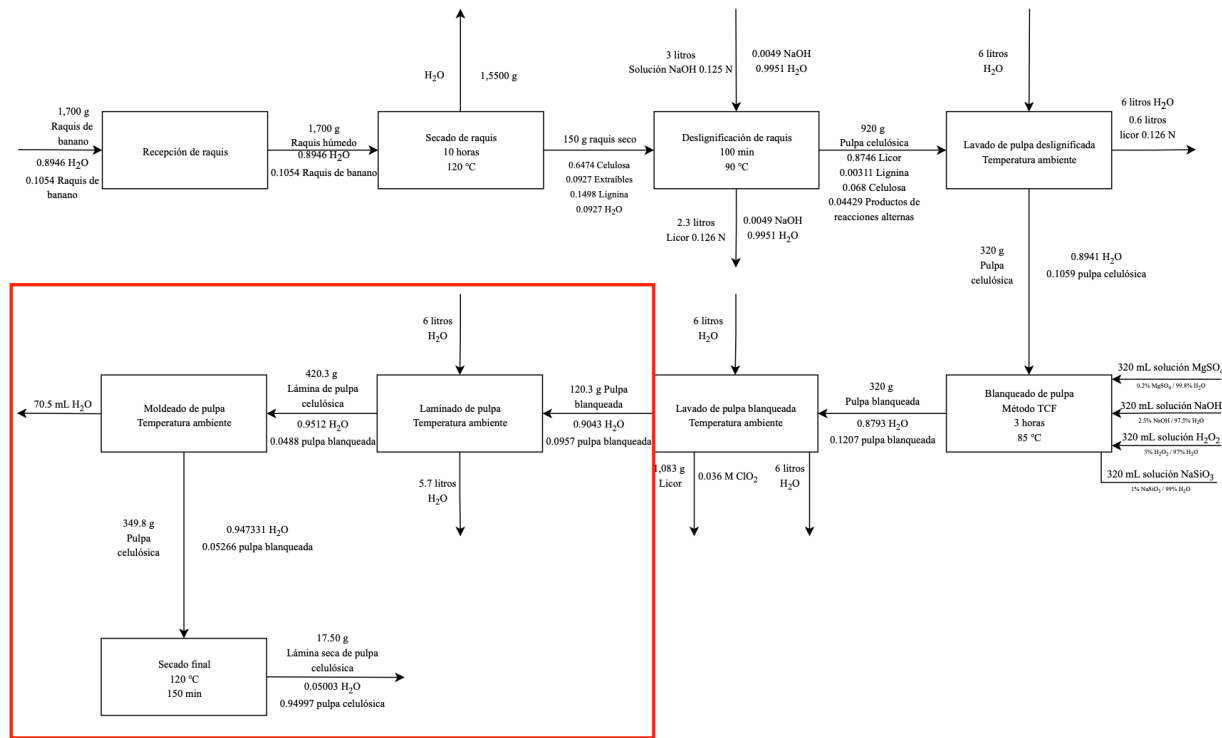 H₂O
1,5500 g
3 litros
Solución NaOH 0.125 N
0.0049 NaOH
0.9951 H₂O
6 litros
H₂O
1,700 g
Raquis de
banano
0.8946 H₂O
0.1054 Raquis de
banano
Recepción de raquis
1,700 g
Raquis húmedo
0.8946 H₂O
0.1054 Raquis de banano
Secado de raquis
10 horas
120 °C
150 g raquis seco
0.6474 Celulosa
0.0927 Extraíbles
0.1498 Lignina
0.0927 H₂O
Deslignificación de raquis
100 min
90 °C
920 g
Pulpa celulósica
0.8746 Licor
0.00311 Lignina
0.068 Celulosa
0.04429 Productos de
reacciones alternas
Lavado de pulpa deslignificada
Temperatura ambiente
6 litros H₂O
0.6 litros
licor 0.126 N
2.3 litros
Licor 0.126 N
0.0049 NaOH
0.9951 H₂O
320 g
Pulpa
celulósica
0.8941 H₂O
0.1059 pulpa celulósica
6 litros
H₂O
6 litros
H₂O
70.5 mL H₂O
Moldeado de pulpa
Temperatura ambiente
420.3 g
Lámina de pulpa
celulósica
0.9512 H₂O
0.0488 pulpa blanqueada
Laminado de pulpa
Temperatura ambiente
120.3 g Pulpa
blanqueada
0.9043 H₂O
0.0957 pulpa blanqueada
Lavado de pulpa blanqueada
Temperatura ambiente
320 g
Pulpa blanqueada
0.8793 H₂O
0.1207 pulpa blanqueada
Blanqueado de pulpa
Método TCF
3 horas
85 °C
320 mL solución MgSO₄
0.2% MgSO₄ / 99.8% H₂O
320 mL solución NaOH
2.5% NaOH / 97.5% H₂O
320 mL solución H₂O₂
3% H₂O₂ / 97% H₂O
320 mL solución NaSiO₃
1% NaSiO₃ / 99% H₂O
5.7 litros
H₂O
1,083 g
Licor
0.036 M ClO₂
6 litros
H₂O
349.8 g
Pulpa
celulósica
0.947331 H₂O
0.05266 pulpa blanqueada
Secado final
120 °C
150 min
17.50 g
Lámina seca de pulpa
celulósica
0.05003 H₂O
0.94997 pulpa celulósica